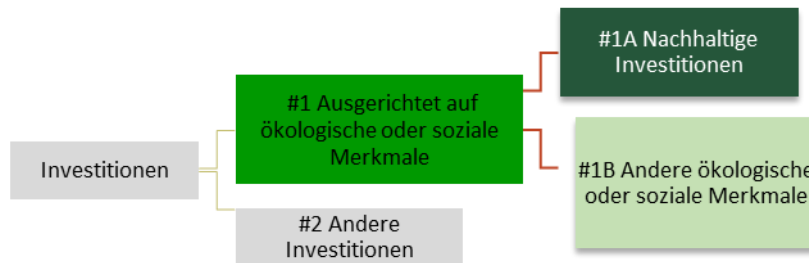 #1A Nachhaltige
Investitionen
#1 Ausgerichtet auf
ökologische oder soziale
Merkmale
Investitionen
#1B Andere ökologische
oder soziale Merkmale
#2 Andere
Investitionen